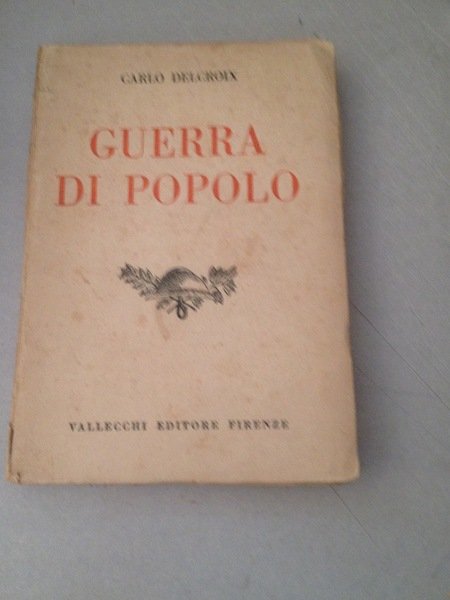 CARLO DELCROIX
GUERRA
DI POPOLO
VALLECCHI EDITORE FIRENZE